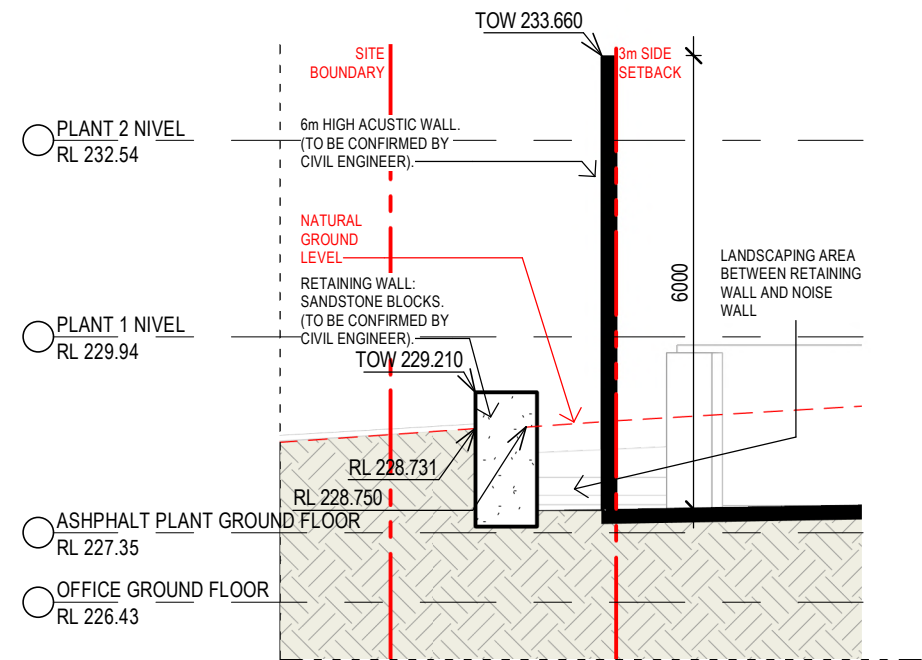 TOW 233.660
SITE
BOUNDARY
3m SIDE
SETBACK
PLANT 2 NIVEL
RL 232.54
6m HIGH ACUSTIC WALL.
(TO BE CONFIRMED BY
CIVIL ENGINEER).
NATURAL
GROUND
LEVEL
LANDSCAPING AREA
BETWEEN RETAINING
WALL AND NOISE
WALL
6000
RETAINING WALL:
SANDSTONE BLOCKS.
(TO BE CONFIRMED BY
CIVIL ENGINEER).
PLANT 1 NIVEL
RL 229.94
TOW 229.210
RL 228.731
RL 228.750
ASHPHALT PLANT GROUND FLOOR
RL 227.35
OFFICE GROUND FLOOR
RL 226.43